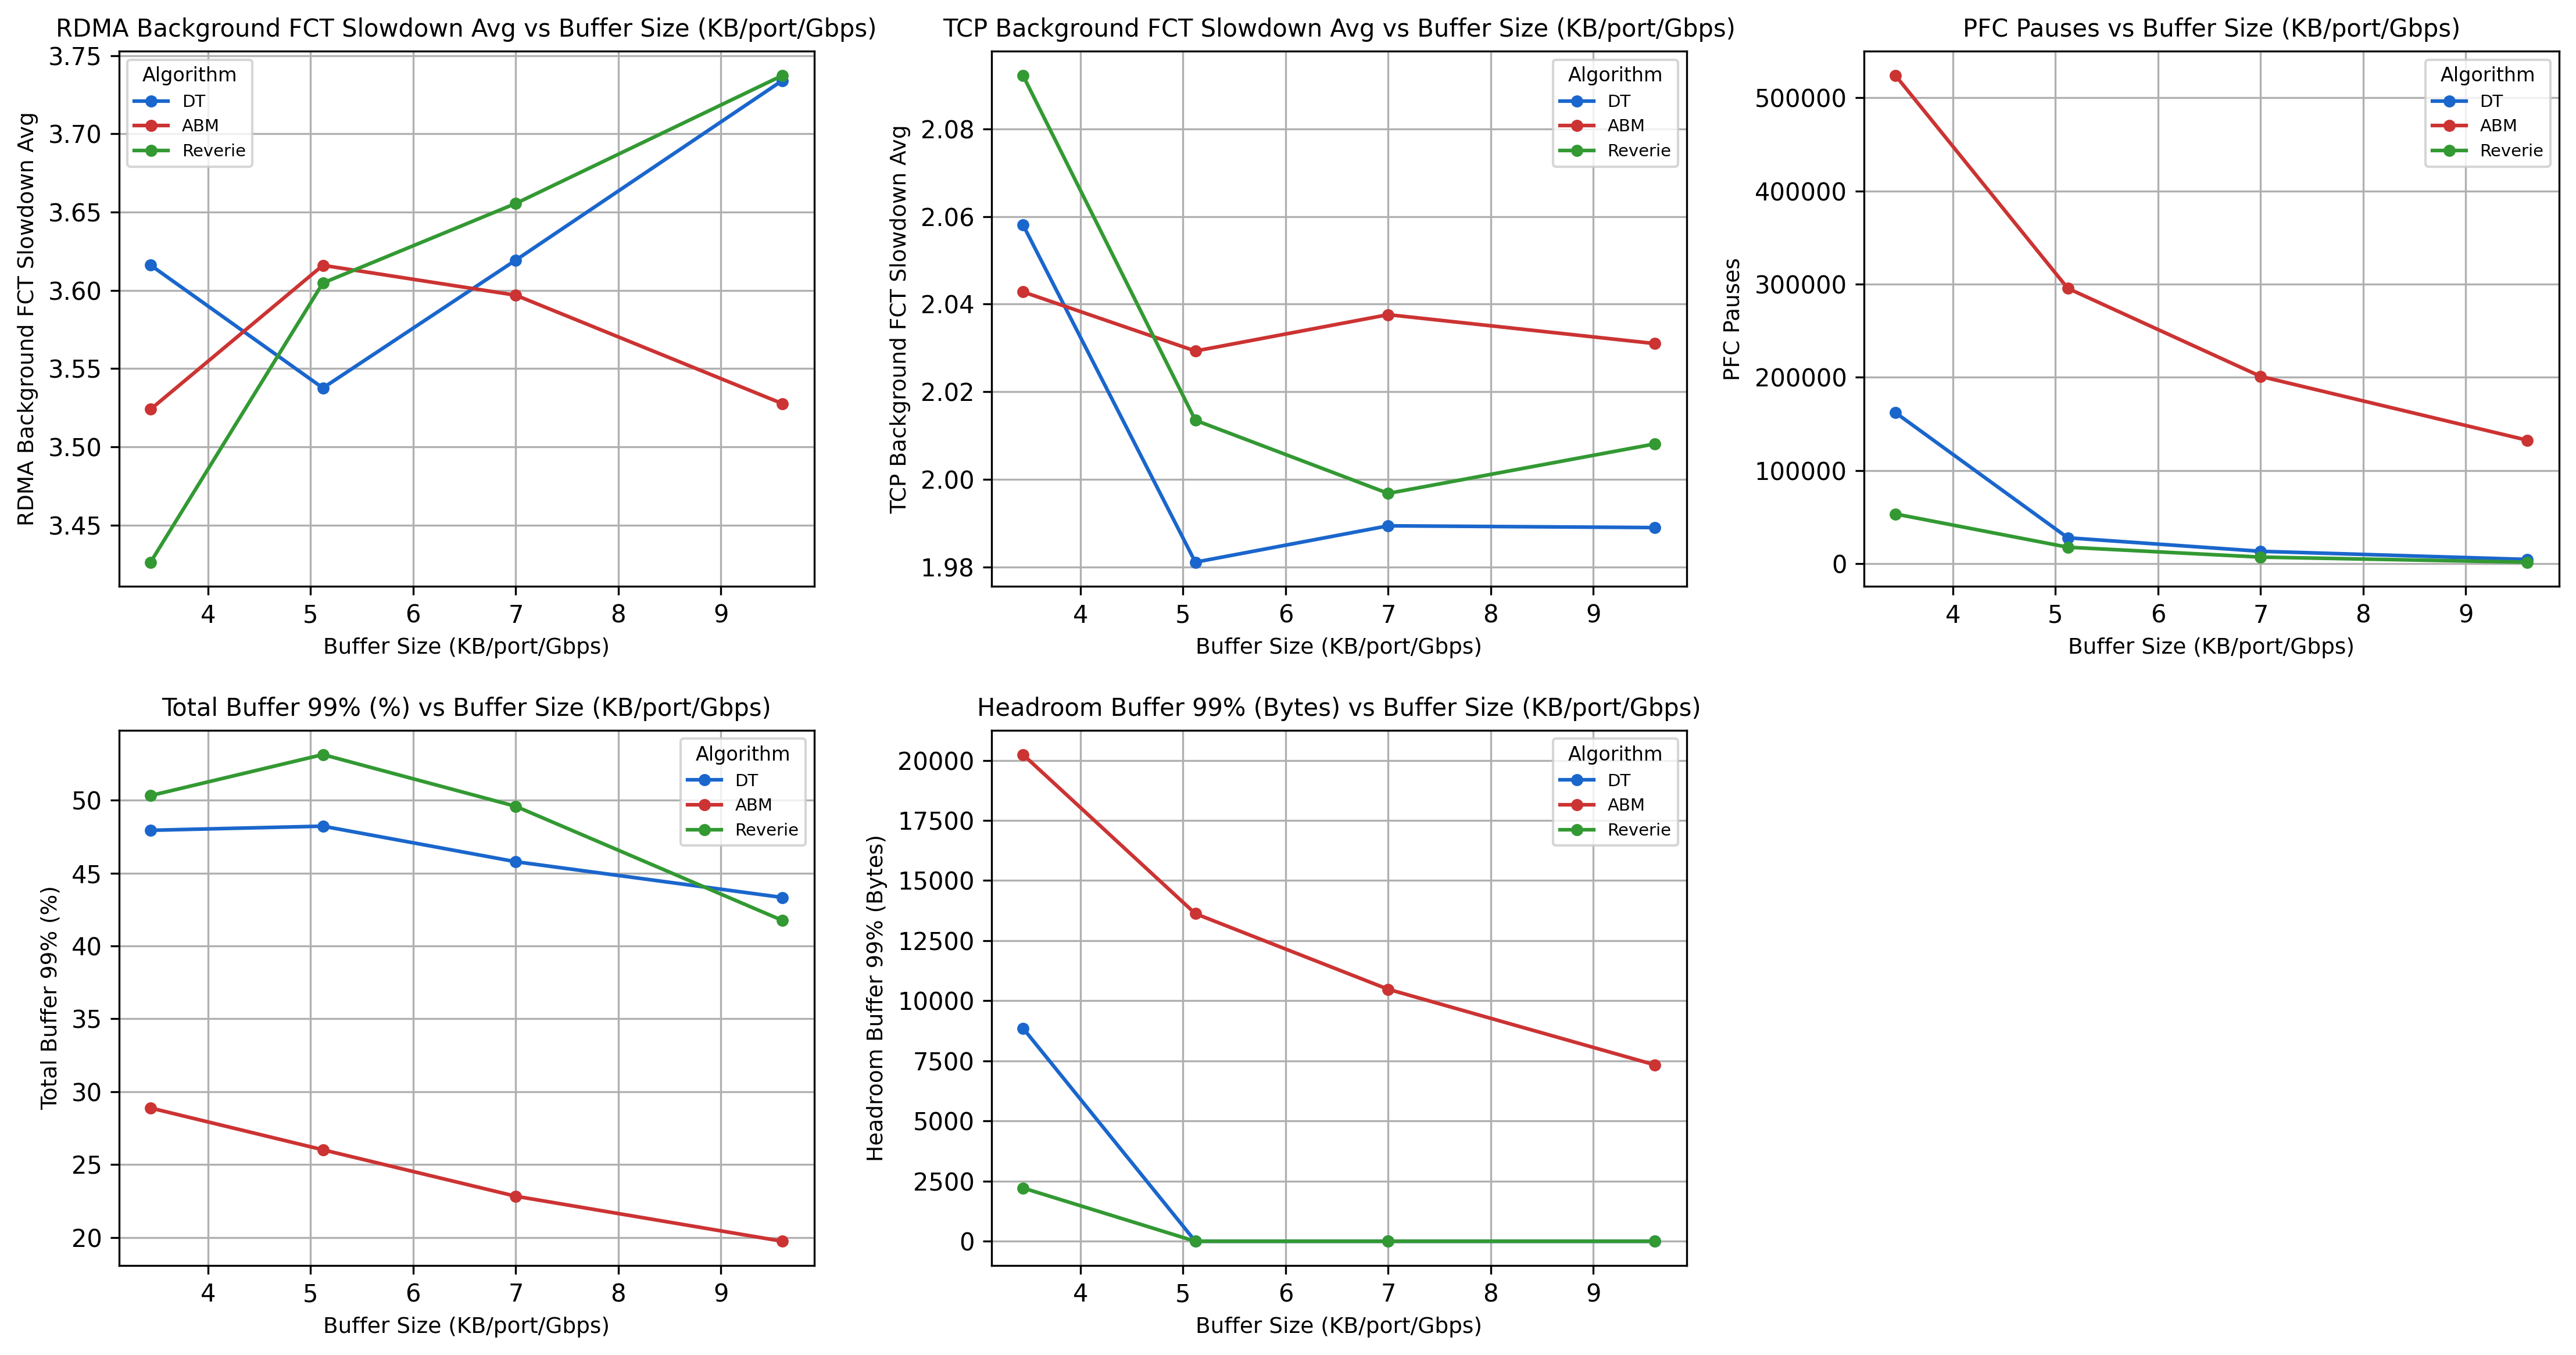 RDMA Background FCT Slowdown Avg vs Buffer Size (KB/port/Gbps)
RDMA Background FCT Slowdown Avg
3.75
3.70
3.65
3.60
3.55
3.50
3.45
Algorithm
DT
ABM
Reverie
4 5 6 7 8 9
Buffer Size (KB/port/Gbps)
TCP Background FCT Slowdown Avg vs Buffer Size (KB/port/Gbps)
TCP Background FCT Slowdown Avg
2.08
2.06
2.04
2.02
2.00
1.98
Algorithm
DT
ABM
Reverie
4 5 6 7 8 9
Buffer Size (KB/port/Gbps)
PFC Pauses vs Buffer Size (KB/port/Gbps)
PFC Pauses
500000
400000
300000
200000
100000
0
Algorithm
DT
ABM
Reverie
4 5 6 7 8 9
Buffer Size (KB/port/Gbps)
Total Buffer 99% (%) vs Buffer Size (KB/port/Gbps)
Total Buffer 99% (%)
50
45
40
35
30
25
20
Algorithm
DT
ABM
Reverie
4 5 6 7 8 9
Buffer Size (KB/port/Gbps)
Headroom Buffer 99% (Bytes) vs Buffer Size (KB/port/Gbps)
Headroom Buffer 99% (Bytes)
20000
17500
15000
12500
10000
7500
5000
2500
0
Algorithm
DT
ABM
Reverie
4 5 6 7 8 9
Buffer Size (KB/port/Gbps)